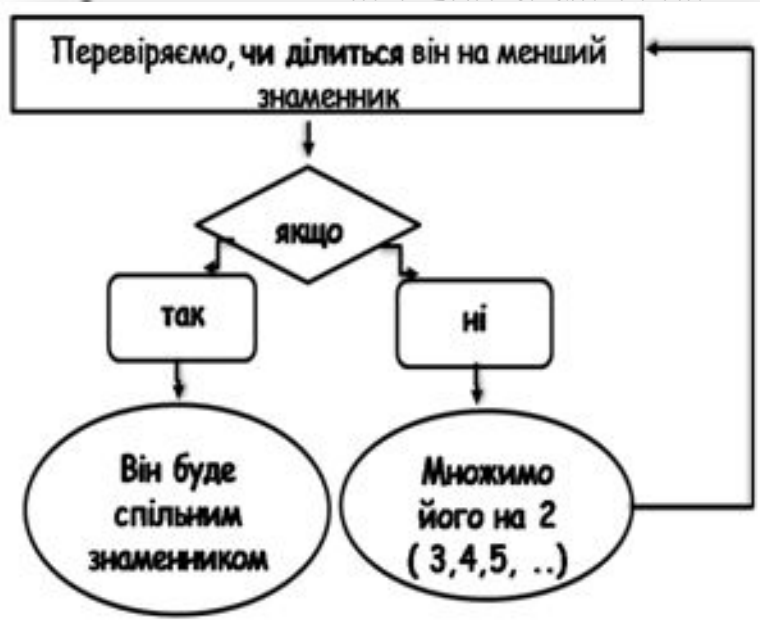 Перевіряємо, чи ділиться він на менший
знаменник
якщо
так
ні
Він буде
спільним
знаменником
Множимо
його на 2
( 3,4,5, ..)